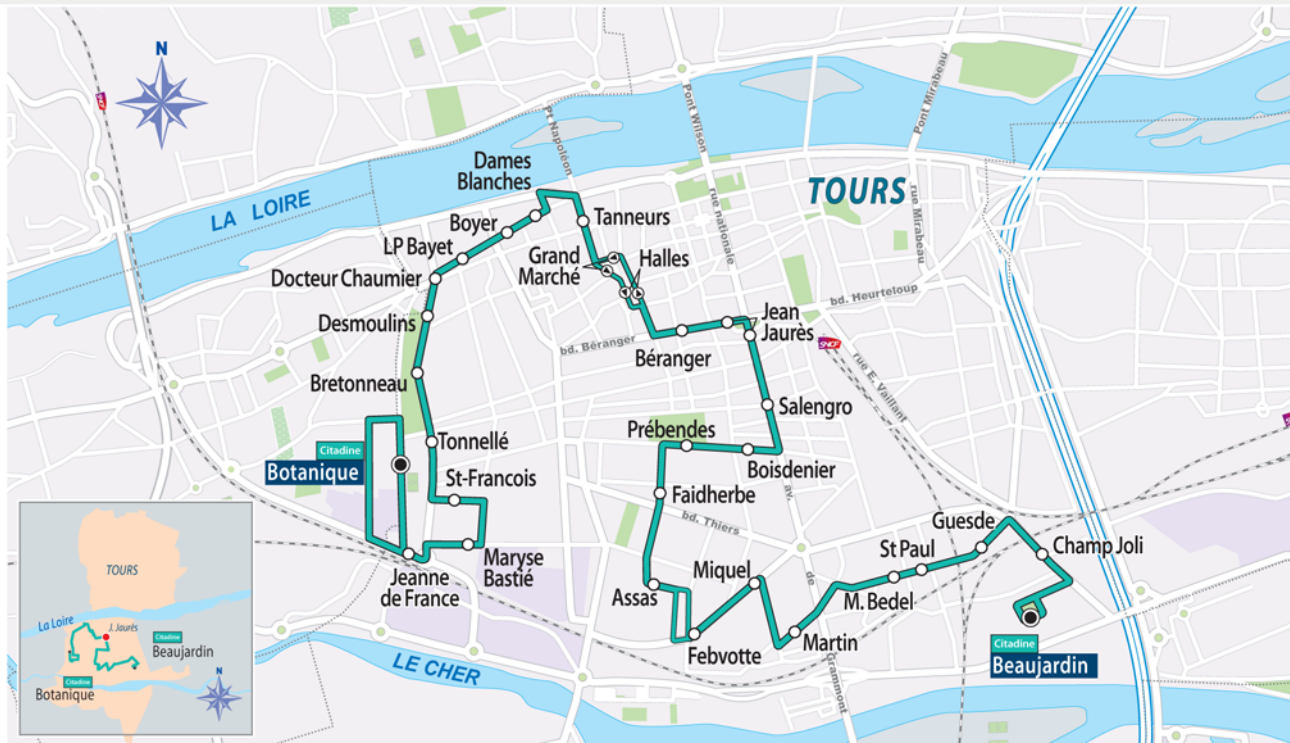 N
Pont Mirabeau
Pt Napoléon
Pont Wilson
LA LOIRE
Dames
Blanches
TOURS
rue Mirabeau
rue nationale
Boyer
Tanneurs
LP Bayet
Grand
Marché
Halles
Docteur Chaumier
bd. Heurteloup
Desmoulins
Jean
Jaurès
bd. Béranger
Béranger
SNCF
rue E. Vaillant
Bretonneau
Salengro
Prébendes
Tonnellé
Boisdenier
Citadine
Botanique
St-Francois
Faidherbe
av.
bd. Thiers
Guesde
Champ Joli
St Paul
Maryse
Bastié
Jeanne
de France
Miquel
de
Assas
M. Bedel
Martin
Febvotte
Grammont
Citadine
Beaujardin
LE CHER
TOURS
La Loire
J. Jaurès
Citadine
Beaujardin
Citadine
Botanique
N